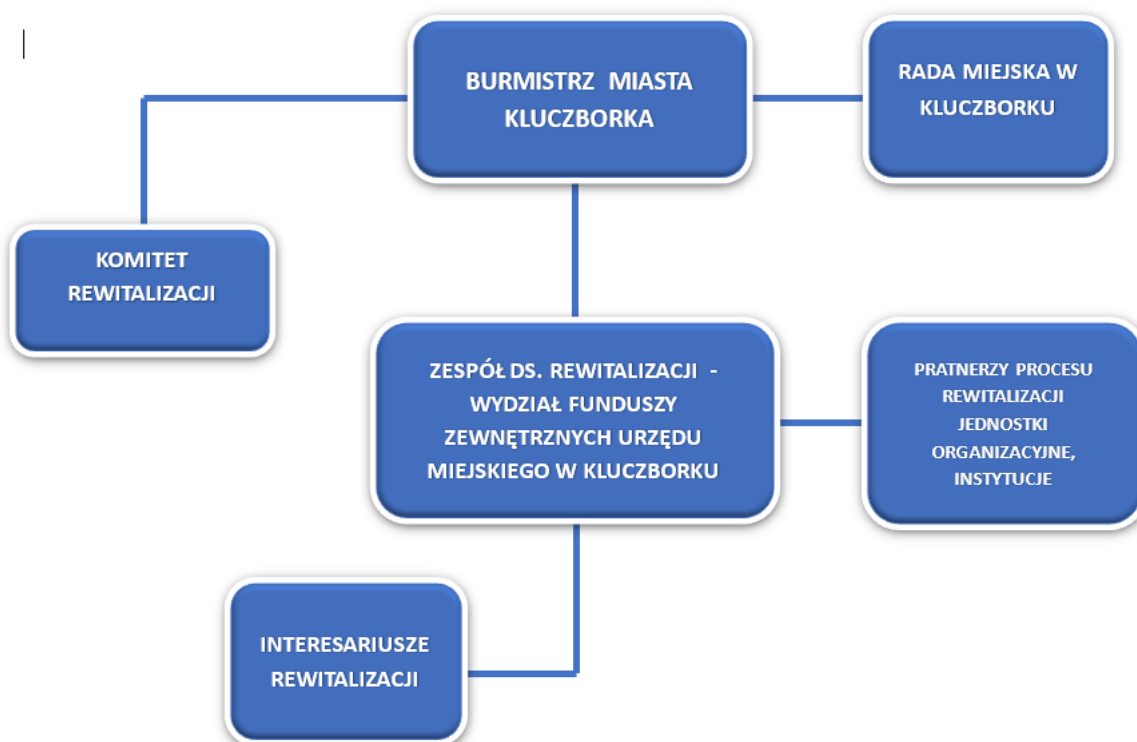 BURMISTRZ MIASTA
KLUCZBORKA
RADA MIEJSKA W
KLUCZBORKU
KOMITET
REWITALIZACJI
ZESPÓŁ DS. REWITALIZACJI -
WYDZIAŁ FUNDUSZY
ZEWNĘTRZNYCH URZĘDU
MIEJSKIEGO W KLUCZBORKU
PRATNERZY PROCESU
REWITALIZACJI
JEDNOSTKI
ORGANIZACYJNE,
INSTYTUCJE
INTERESARIUSZE
REWITALIZACJI